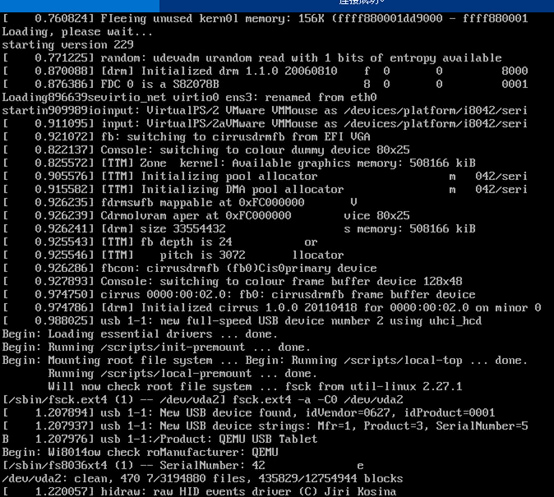 连接成功。
[    0.760824] Fleeing unused kern0l memory: 156K (ffff880001dd9000 - ffff880001
Loading, please wait...
starting version 229
[    0.771225] random: udevadm urandom read with 1 bits of entropy available
[    0.870088] [drm] Initialized drm 1.1.0 20060810   f  0      0        8000
[    0.876386] FDC 0 is a S82078B                     8  0      0        0001
Loading896639sevirtio_net virtio0 ens3: renamed from eth0
startin909989ioinput: VirtualPS/2 VMware VMMouse as /devices/platform/i8042/seri
[    0.911095] input: VirtualPS/2aVMware VMMouse as /devices/platform/i8042/seri
[    0.921072] fb: switching to cirrusdrmfb from EFI VGA
[    0.822137] Console: switching to colour dummy device 80x25
[    0.825572] [TTM] Zone  kernel: Available graphics memory: 508166 kiB
[    0.905576] [TTM] Initializing pool allocator                 m   042/seri
[    0.915582] [TTM] Initializing DMA pool allocator             m   042/seri
[    0.926235] fdrmswfb mappable at 0xFC000000      V
[    0.926239] Cdrmolvram aper at 0xFC000000       vice 80x25
[    0.926241] [drm] size 33554432                 s memory: 508166 kiB
[    0.925543] [TTM] fb depth is 24          or
[    0.925546] [TTM]    pitch is 3072      llocator
[    0.926286] fbcon: cirrusdrmfb (fb0)Cis0primary device
[    0.927893] Console: switching to colour frame buffer device 128x48
[    0.974750] cirrus 0000:00:02.0: fb0: cirrusdrmfb frame buffer device
[    0.974786] [drm] Initialized cirrus 1.0.0 20110418 for 0000:00:02.0 on minor 0
[    0.988025] usb 1-1: new full-speed USB device number 2 using uhci_hcd
Begin: Loading essential drivers ... done.
Begin: Running /scripts/init-premount ... done.
Begin: Mounting root file system ... Begin: Running /scripts/local-top ... done.
       Running /scripts/local-premount ... done.
       Will now check root file system ... fsck from util-linux 2.27.1
[/sbin/fsck.ext4 (1) -- /dev/vda2] fsck.ext4 -a -C0 /dev/vda2
[    1.207894] usb 1-1: New USB device found, idVendor=0627, idProduct=0001
[    1.207937] usb 1-1: New USB device strings: Mfr=1, Product=3, SerialNumber=5
B    1.207976] usb 1-1:/Product: QEMU USB Tablet
Begin: Wi8014ow check roManufacturer: QEMU
[/sbin/fs8036xt4 (1) -- SerialNumber: 42              e
/dev/vda2: clean, 470 7/3194880 files, 435829/12754944 blocks
[    1.220057] hidraw: raw HID events driver (C) Jiri Kosina